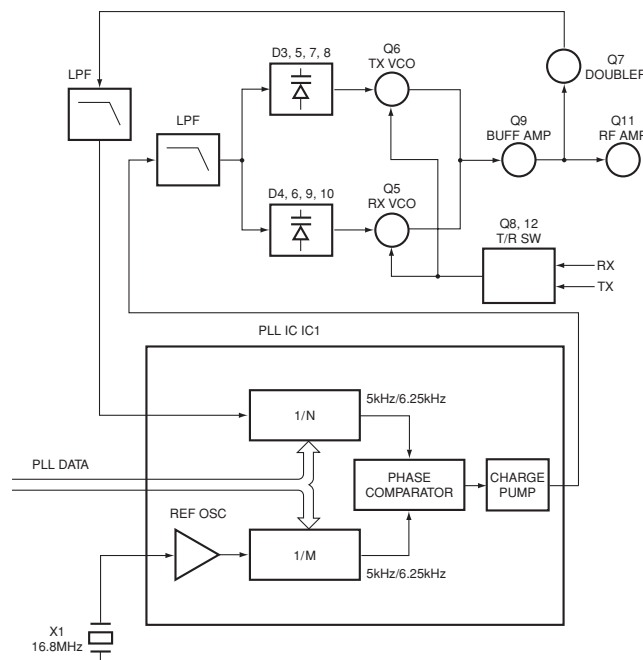 D3, 5, 7, 8
Q6
TX VCO
Q7
DOUBLER
LPF
LPF
Q9
BUFF AMP
Q11
RF AMP
D4, 6, 9, 10
Q5
RX VCO
Q8, 12
T/R SW
RX
TX
PLL IC IC1
5kHz/6.25kHz
1/N
PLL DATA
PHASE
COMPARATOR
CHARGE
PUMP
REF OSC
1/M
5kHz/6.25kHz
X1
16.8MHz